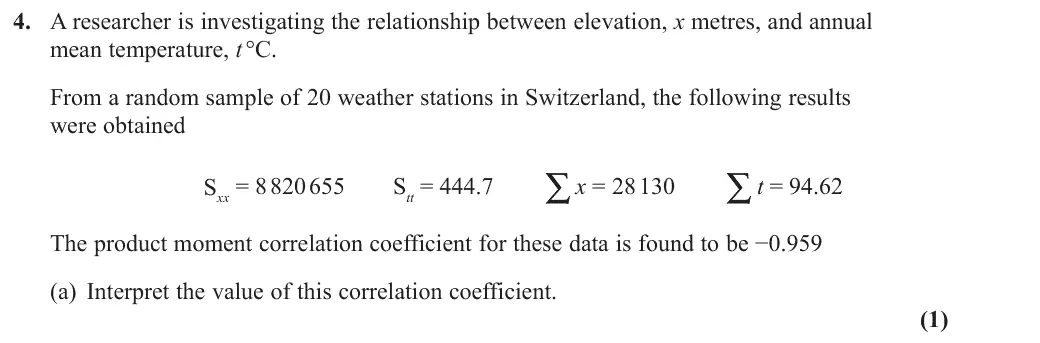 4. A researcher is investigating the relationship between elevation, x metres, and annual
mean temperature, t °C.
From a random sample of 20 weather stations in Switzerland, the following results
were obtained
Sxx = 8 820 655 Stt = 444.7 ∑ x = 28 130 ∑ t = 94.62
The product moment correlation coefficient for these data is found to be −0.959
(a) Interpret the value of this correlation coefficient.
(1)